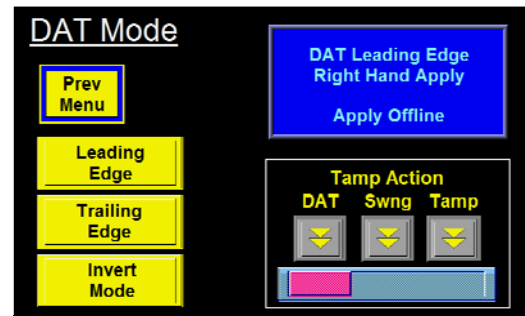 DAT Mode
Prev
Menu
Leading
Edge
Trailing
Edge
Invert
Mode
DAT Leading Edge
Right Hand Apply
Apply Offline
Tamp Action
DAT Swng Tamp